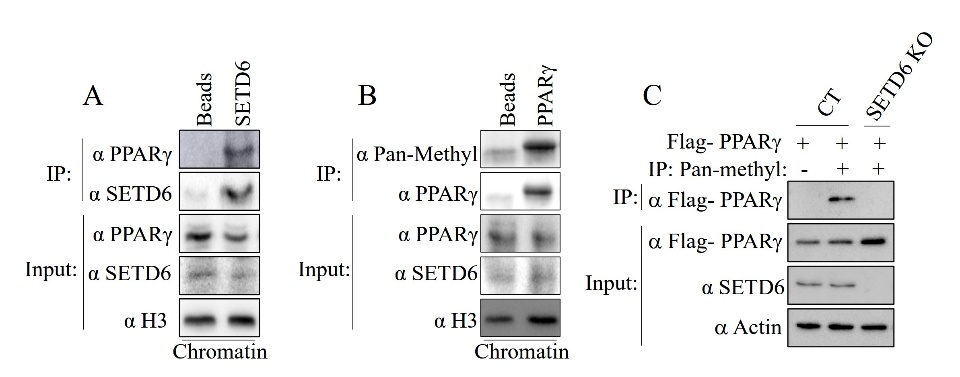 A
Beads
SETD6
IP:
α PPARγ
α SETD6
Input:
α PPARγ
α SETD6
α H3
Chromatin
B
Beads
PPARγ
IP:
α Pan-Methyl
α PPARγ
Input:
α PPARγ
α SETD6
α H3
Chromatin
C
CT
SETD6 KO
Flag- PPARγ + + +
IP: Pan-methyl: - + +
IP: α Flag- PPARγ
Input:
α Flag- PPARγ
α SETD6
α Actin